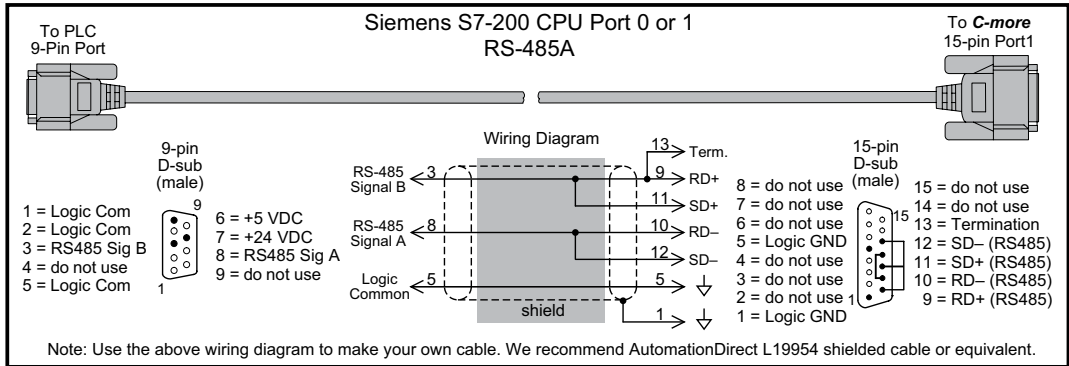 Siemens S7-200 CPU Port 0 or 1
RS-485A
To PLC
9-Pin Port
To C-more
15-pin Port1
9-pin
D-sub
(male)
1 = Logic Com
2 = Logic Com
3 = RS485 Sig B
4 = do not use
5 = Logic Com
9
1
6 = +5 VDC
7 = +24 VDC
8 = RS485 Sig A
9 = do not use
Wiring Diagram
RS-485
Signal B
3
RS-485
Signal A
8
Logic
Common
5
shield
13 Term.
9 RD+
11 SD+
10 RD–
12 SD–
5
1
8 = do not use
7 = do not use
6 = do not use
5 = Logic GND
4 = do not use
3 = do not use
2 = do not use
1 = Logic GND
15-pin
D-sub
(male)
15
1
15 = do not use
14 = do not use
13 = Termination
12 = SD– (RS485)
11 = SD+ (RS485)
10 = RD– (RS485)
9 = RD+ (RS485)
Note: Use the above wiring diagram to make your own cable. We recommend AutomationDirect L19954 shielded cable or equivalent.